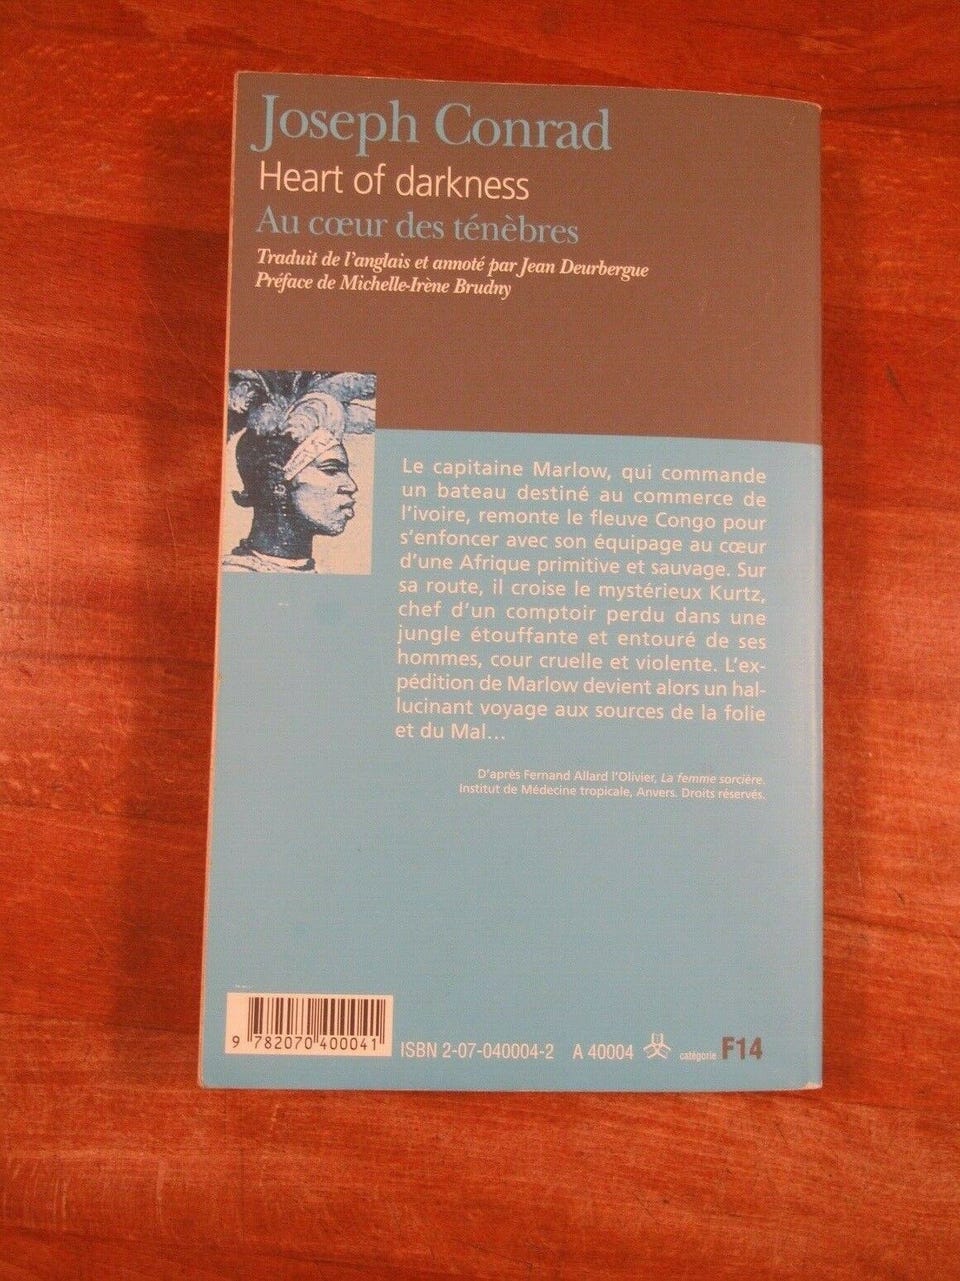 Joseph Conrad
Heart of darkness
Au cœur des ténèbres
Traduit de l'anglais et annoté par Jean Deurbergue
Préface de Michelle-Irène Brudny
Le capitaine Marlow, qui commande
un bateau destiné au commerce de
l'ivoire, remonte le fleuve Congo pour
s'enfoncer avec son équipage au cœur
d'une Afrique primitive et sauvage. Sur
sa route, il croise le mystérieux Kurtz,
chef d'un comptoir perdu dans une
jungle étouffante et entouré de ses
hommes, cour cruelle et violente. L'ex-
pédition de Marlow devient alors un hal-
lucinant voyage aux sources de la folie
et du Mal...
D'après Fernand Allard l'Olivier, La femme sorcière.
Institut de Médecine tropicale, Anvers. Droits réservés.
9 782070 400041
ISBN 2-07-040004-2 A 40004 catégorie F14